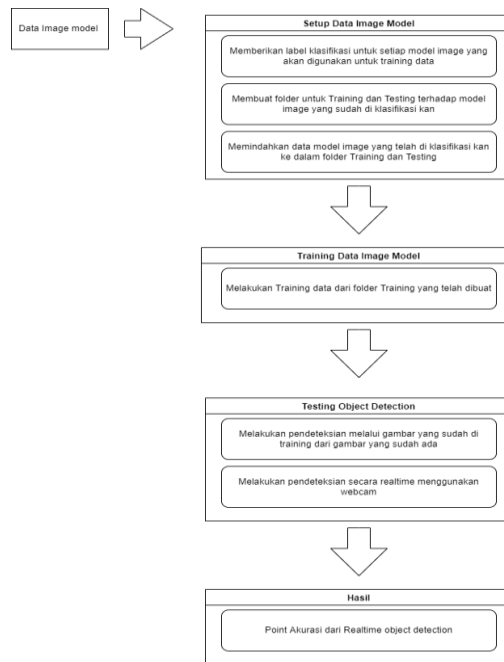 Data Image model
Setup Data Image Model
Memberikan label klasifikasi untuk setiap model image yang
akan digunakan untuk training data
Membuat folder untuk Training dan Testing terhadap model
image yang sudah di klasifikasi kan
Memindahkan data model image yang telah di klasifikasi kan
ke dalam folder Training dan Testing
Training Data Image Model
Melakukan Training data dari folder Training yang telah dibuat
Testing Object Detection
Melakukan pendeteksian melalui gambar yang sudah di
training dari gambar yang sudah ada
Melakukan pendeteksian secara realtime menggunakan
webcam
Hasil
Point Akurasi dari Realtime object detection